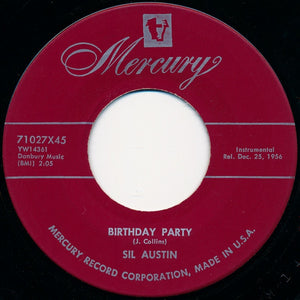 Mercury
71027X45
YW14361
Danbury Music
(BMI) 2.05
Instrumental
Rel. Dec. 25, 1956
BIRTHDAY PARTY
(J. Collins)
SIL AUSTIN
MERCURY RECORD CORPORATION, MADE IN U.S.A.